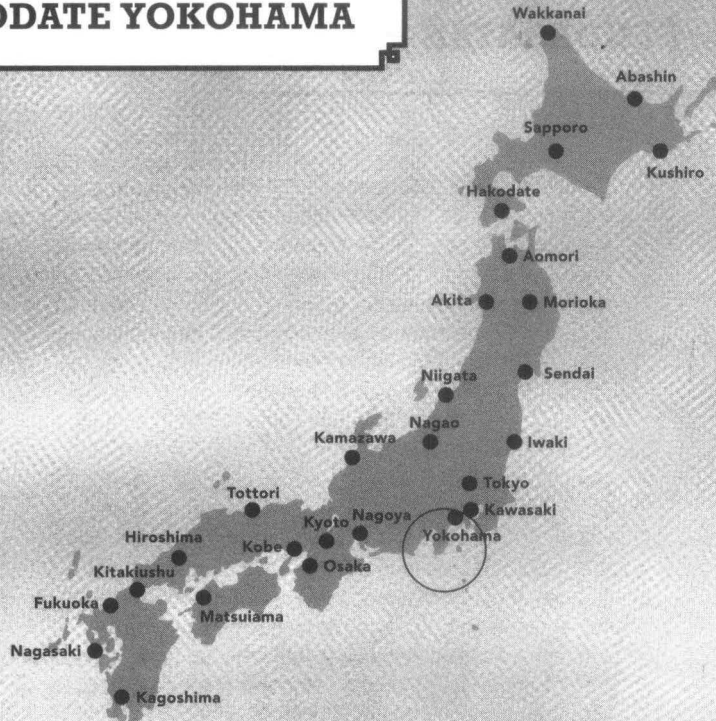 ODATE YOKOHAMA
Wakkanai
Abashin
Sapporo
Kushiro
Hakodate
Aomori
Akita
Morioka
Niigata
Sendai
Nagao
Kamazawa
Iwaki
Tokyo
Tottori
Kawasaki
Kyoto
Nagoya
Yokohama
Hiroshima
Kobe
Osaka
Kitakiushu
Fukuoka
Matsuiama
Nagasaki
Kagoshima